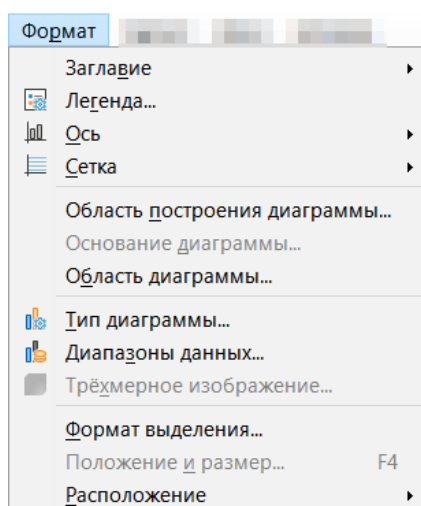 Формат
Заглавие
Легенда...
Ось
Сетка
Область построения диаграммы...
Основание диаграммы...
Область диаграммы...
Тип диаграммы...
Диапазоны данных...
Трёхмерное изображение...
Формат выделения...
Положение и размер... F4
Расположение